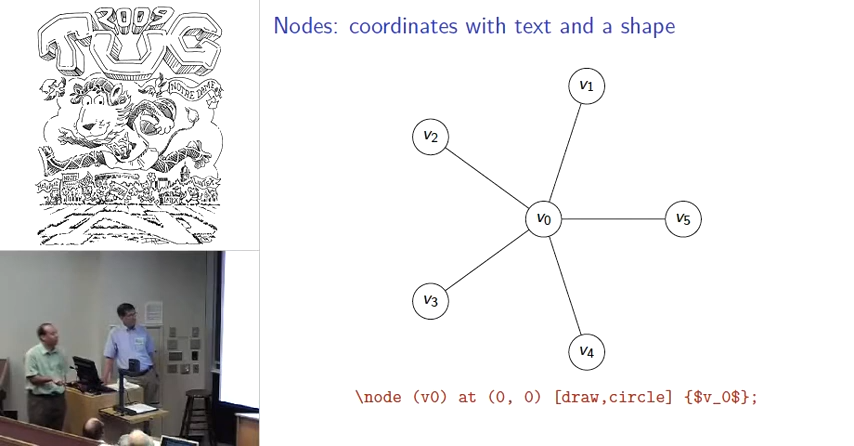 2009
TUG
NOTRE DAME
Nodes: coordinates with text and a shape
v1
v2
v0
v5
v3
v4
\node (v0) at (0, 0) [draw,circle] {$v_0$};